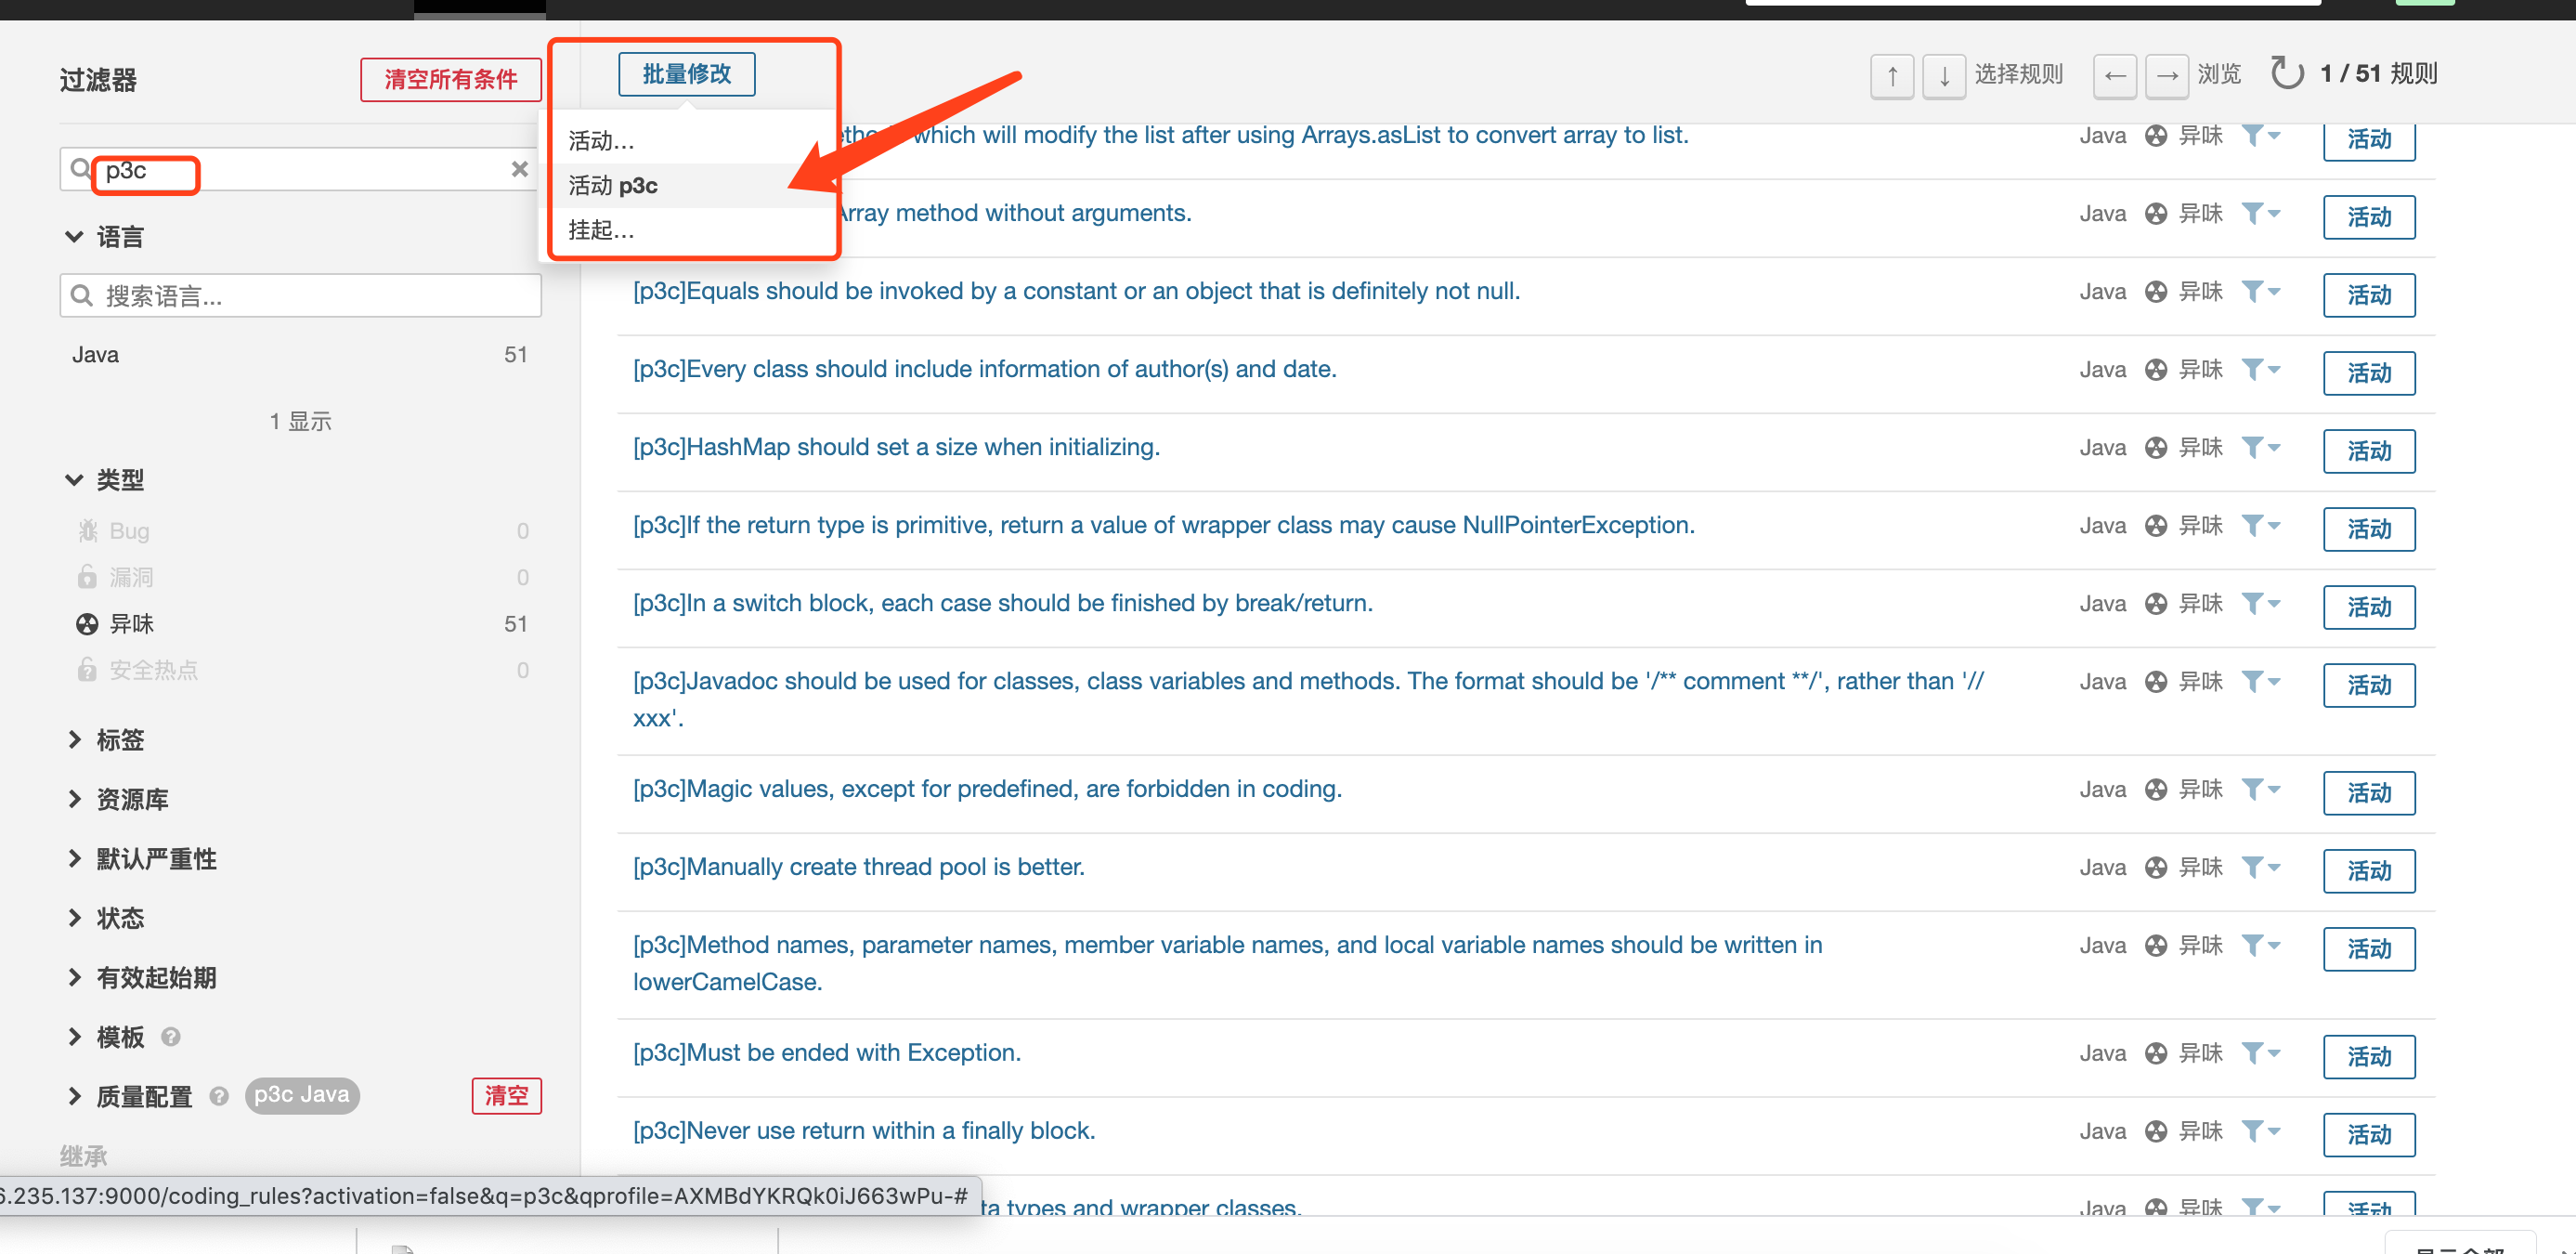 过滤器
清空所有条件
p3c
语言
搜索语言...
Java 51
1 显示
类型
Bug 0
漏洞 0
异味 51
安全热点 0
标签
资源库
默认严重性
状态
有效起始期
模板
质量配置 p3c Java 清空
继承
6.235.137:9000/coding_rules?activation=false&q=p3c&qprofile=AXMBdYKRQk0iJ663wPu-#
批量修改
活动...
活动 p3c
挂起...
↑ ↓ 选择规则 ← → 浏览 1 / 51 规则
which will modify the list after using Arrays.asList to convert array to list. Java 异味 活动
Array method without arguments. Java 异味 活动
[p3c]Equals should be invoked by a constant or an object that is definitely not null. Java 异味 活动
[p3c]Every class should include information of author(s) and date. Java 异味 活动
[p3c]HashMap should set a size when initializing. Java 异味 活动
[p3c]If the return type is primitive, return a value of wrapper class may cause NullPointerException. Java 异味 活动
[p3c]In a switch block, each case should be finished by break/return. Java 异味 活动
[p3c]Javadoc should be used for classes, class variables and methods. The format should be '/** comment **/', rather than '// Java 异味 活动
xxx'.
[p3c]Magic values, except for predefined, are forbidden in coding. Java 异味 活动
[p3c]Manually create thread pool is better. Java 异味 活动
[p3c]Method names, parameter names, member variable names, and local variable names should be written in Java 异味 活动
lowerCamelCase.
[p3c]Must be ended with Exception. Java 异味 活动
[p3c]Never use return within a finally block. Java 异味 活动
types and wrapper classes. Java 异味 活动